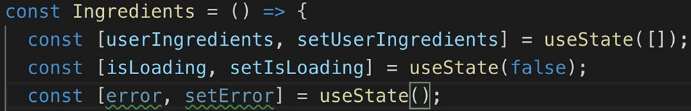 const Ingredients = () => {
  const [userIngredients, setUserIngredients] = useState([]);
  const [isLoading, setIsLoading] = useState(false);
  const [error, setError] = useState();